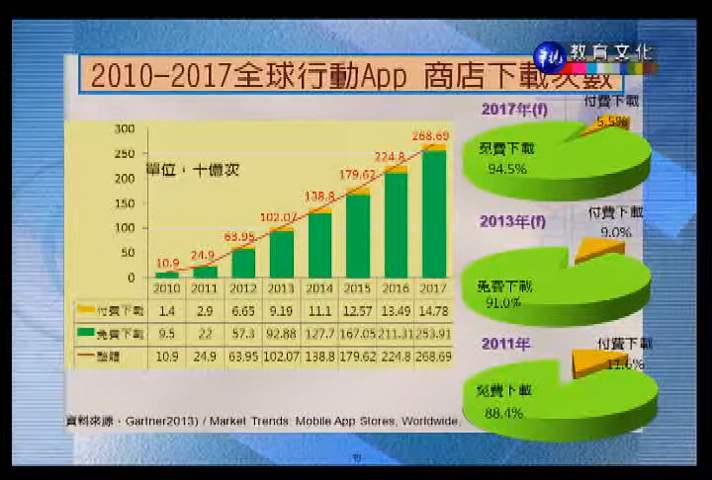 教育文化
2010-2017全球行動App 商店下載次數
300
250
200
150
100
50
0
單位，十億次
10.9
24.9
63.95
102.07
138.8
179.62
224.8
268.69
2010 2011 2012 2013 2014 2015 2016 2017
付費下載 1.4 2.9 6.65 9.19 11.1 12.57 13.49 14.78
免費下載 9.5 22 57.3 92.88 127.7 167.05 211.31 253.91
整體 10.9 24.9 63.95 102.07 138.8 179.62 224.8 268.69
2017年(f)
付費下載
5.5%
免費下載
94.5%
2013年(f)
付費下載
9.0%
免費下載
91.0%
2011年
付費下載
11.6%
免費下載
88.4%
資料來源，Gartner2013) / Market Trends: Mobile App Stores, Worldwide,